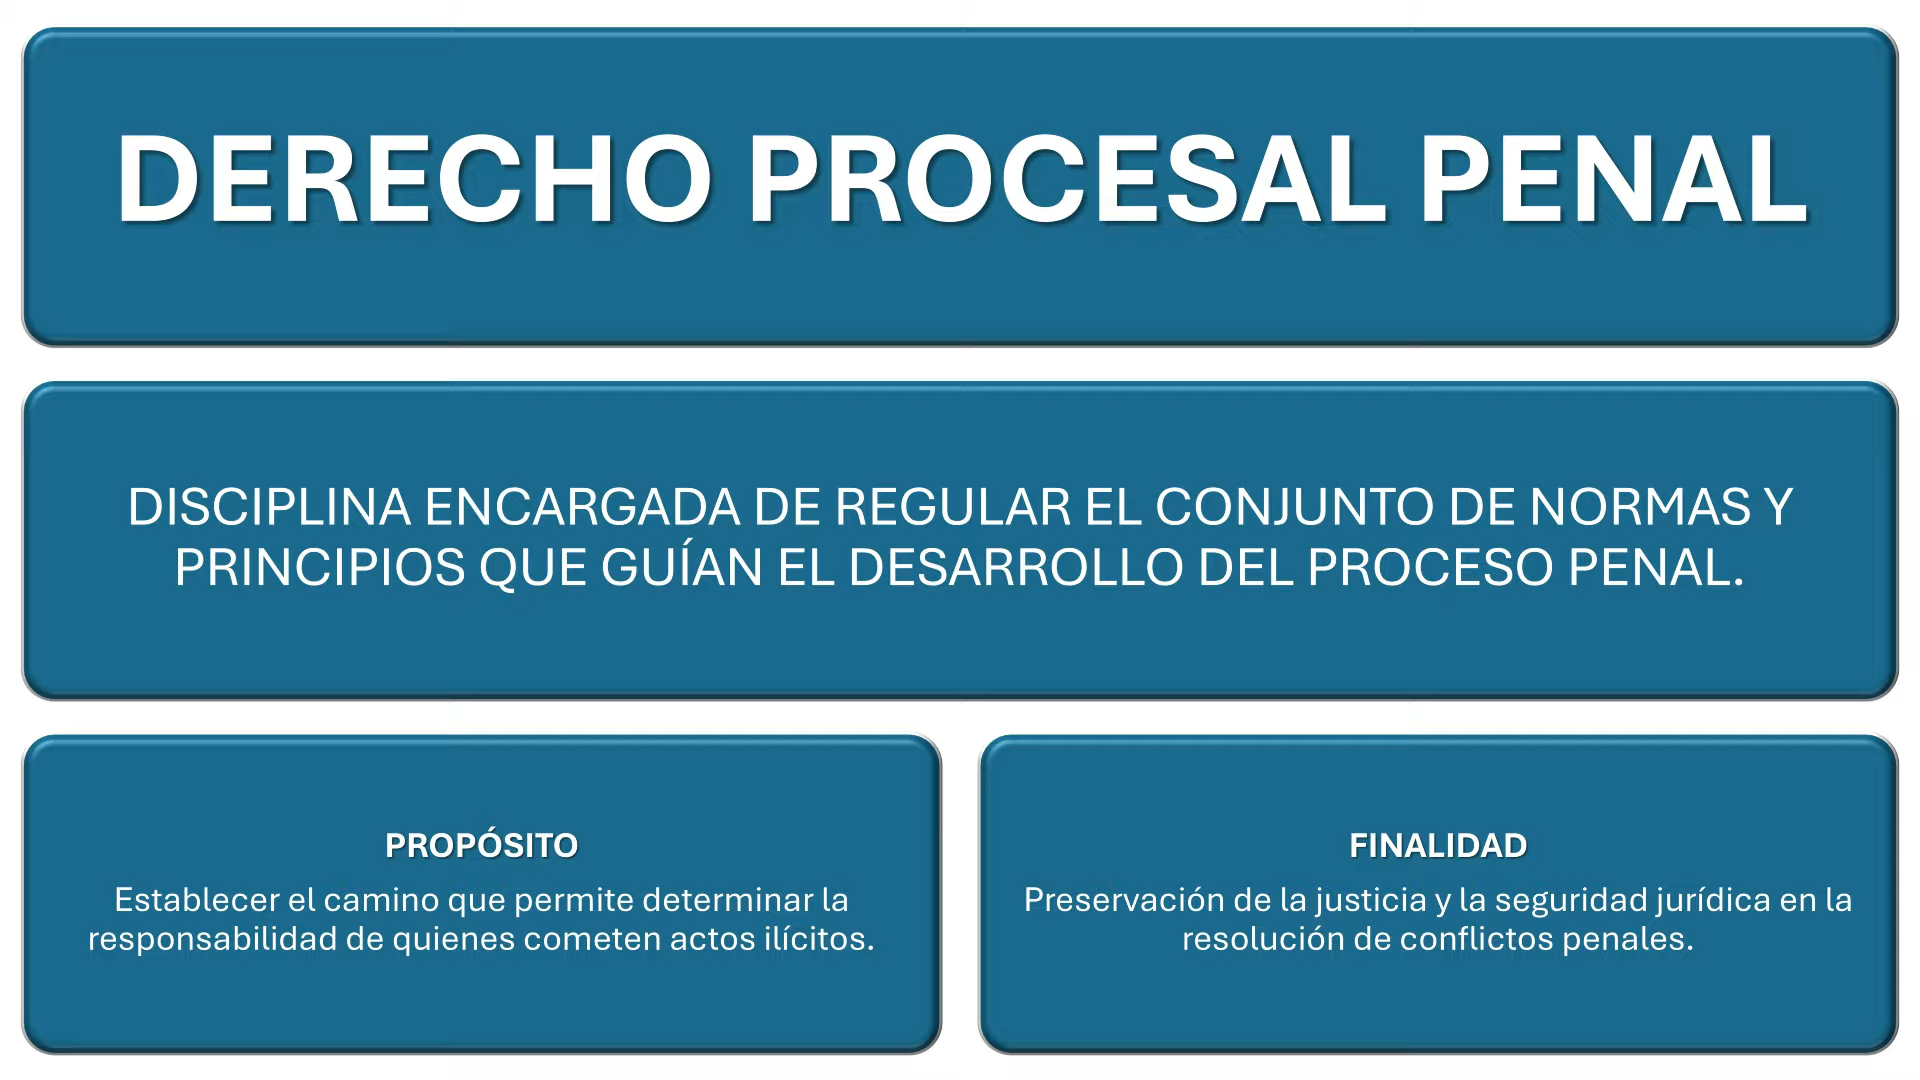 DERECHO PROCESAL PENAL
DISCIPLINA ENCARGADA DE REGULAR EL CONJUNTO DE NORMAS Y
PRINCIPIOS QUE GUÍAN EL DESARROLLO DEL PROCESO PENAL.
PROPÓSITO
Establecer el camino que permite determinar la
responsabilidad de quienes cometen actos ilícitos.
FINALIDAD
Preservación de la justicia y la seguridad jurídica en la
resolución de conflictos penales.